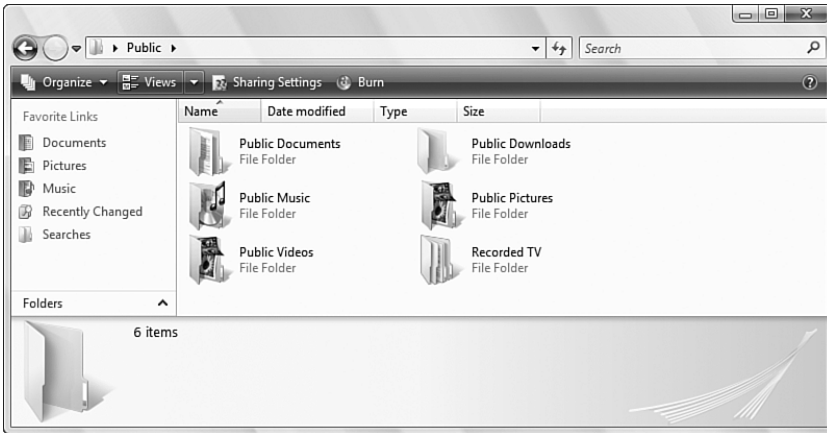 Public
Search
Organize Views Sharing Settings Burn ?
Favorite Links
Documents
Pictures
Music
Recently Changed
Searches
Folders
Name Date modified Type Size
Public Documents
File Folder
Public Downloads
File Folder
Public Music
File Folder
Public Pictures
File Folder
Public Videos
File Folder
Recorded TV
File Folder
6 items